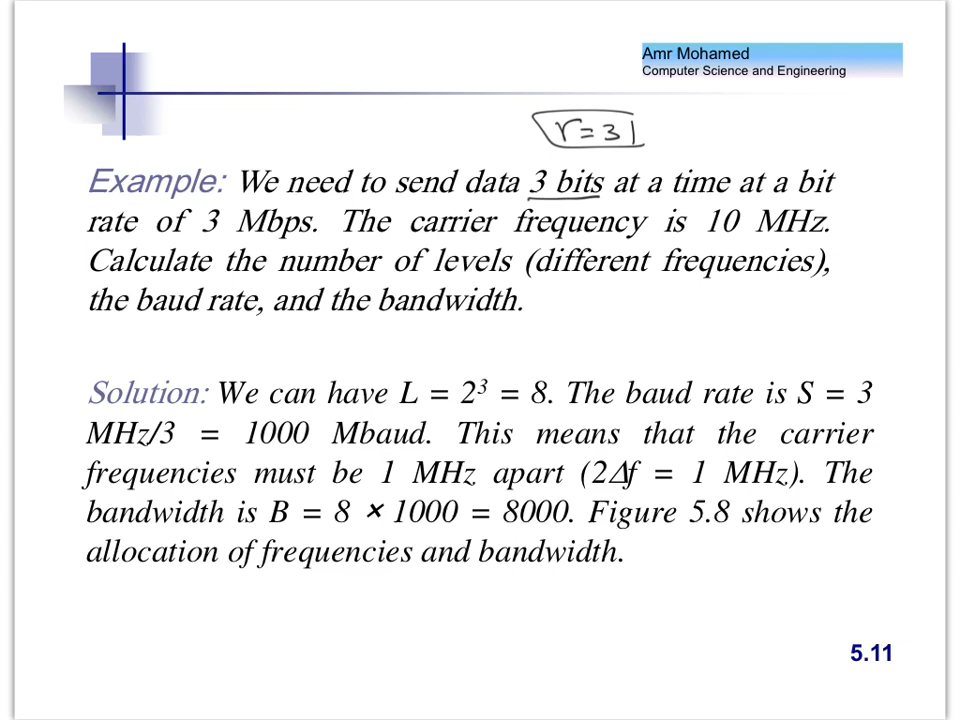 Amr Mohamed
Computer Science and Engineering
r=3
Example: We need to send data 3 bits at a time at a bit
rate of 3 Mbps. The carrier frequency is 10 MHz.
Calculate the number of levels (different frequencies),
the baud rate, and the bandwidth.
Solution: We can have L = 2³ = 8. The baud rate is S = 3
MHz/3 = 1000 Mbaud. This means that the carrier
frequencies must be 1 MHz apart (2Δf = 1 MHz). The
bandwidth is B = 8 × 1000 = 8000. Figure 5.8 shows the
allocation of frequencies and bandwidth.
5.11